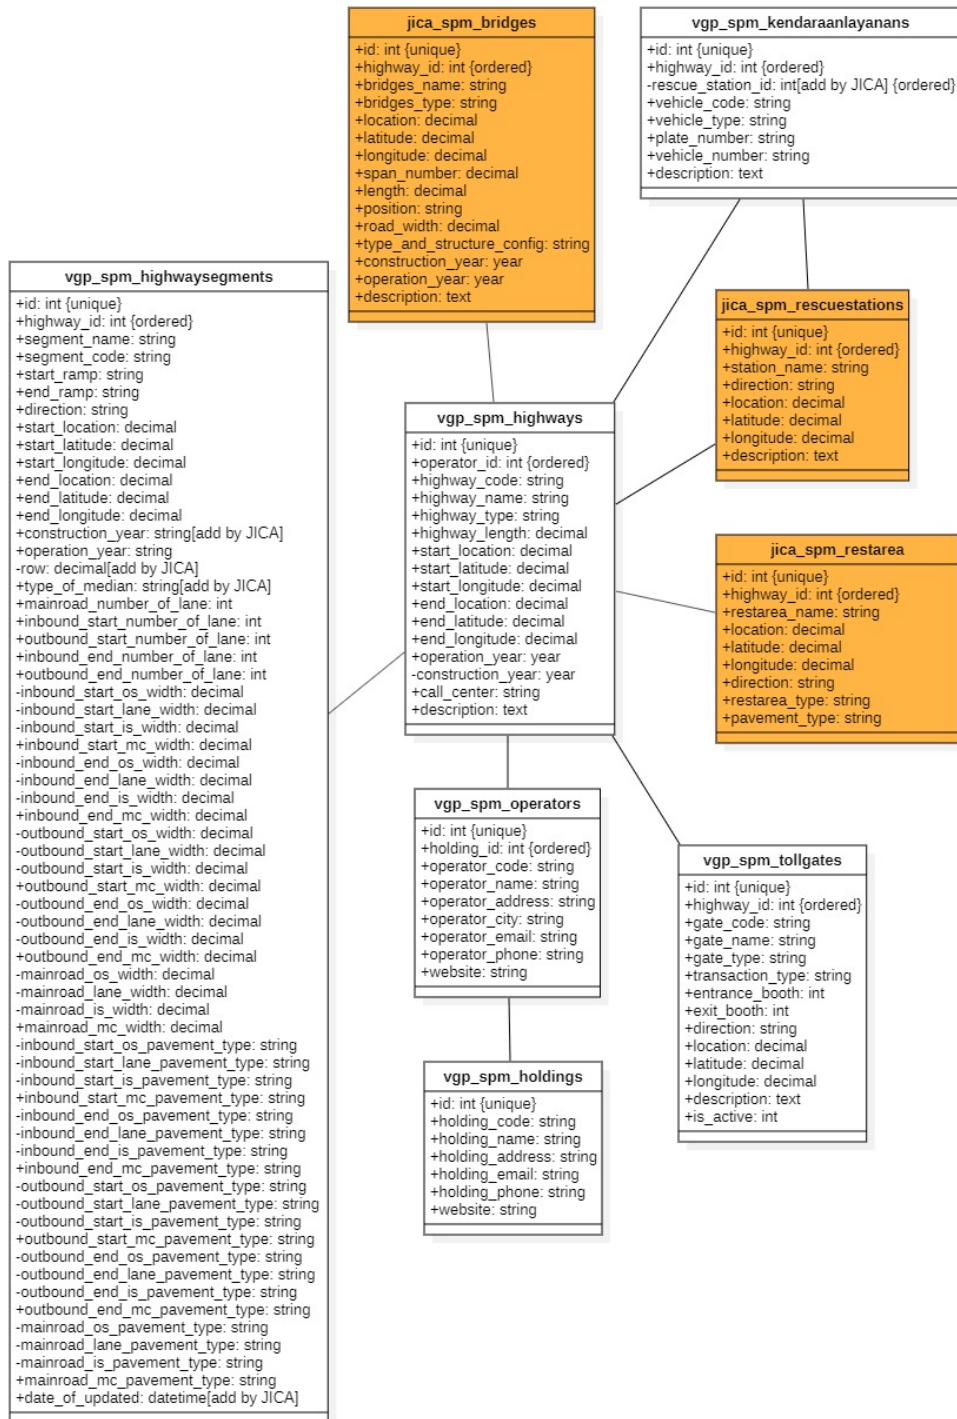 jica_spm_bridges
+id: int {unique}
+highway_id: int {ordered}
+bridges_name: string
+bridges_type: string
+location: decimal
+latitude: decimal
+longitude: decimal
+span_number: decimal
+length: decimal
+position: string
+road_width: decimal
+type_and_structure_config: string
+construction_year: year
+operation_year: year
+description: text
vgp_spm_kendaraanlayanans
+id: int {unique}
+highway_id: int {ordered}
-rescue_station_id: int[add by JICA] {ordered}
+vehicle_code: string
+vehicle_type: string
+plate_number: string
+vehicle_number: string
+description: text
vgp_spm_highwaysegments
+id: int {unique}
+highway_id: int {ordered}
+segment_name: string
+segment_code: string
+start_ramp: string
+end_ramp: string
+direction: string
+start_location: decimal
+start_latitude: decimal
+start_longitude: decimal
+end_location: decimal
+end_latitude: decimal
+end_longitude: decimal
+construction_year: string[add by JICA]
+operation_year: string
-row: decimal[add by JICA]
+type_of_median: string[add by JICA]
+mainroad_number_of_lane: int
+inbound_start_number_of_lane: int
+outbound_start_number_of_lane: int
+inbound_end_number_of_lane: int
+outbound_end_number_of_lane: int
-inbound_start_os_width: decimal
-inbound_start_lane_width: decimal
-inbound_start_is_width: decimal
+inbound_start_mc_width: decimal
-inbound_end_os_width: decimal
-inbound_end_lane_width: decimal
-inbound_end_is_width: decimal
+inbound_end_mc_width: decimal
-outbound_start_os_width: decimal
-outbound_start_lane_width: decimal
-outbound_start_is_width: decimal
+outbound_start_mc_width: decimal
-outbound_end_os_width: decimal
-outbound_end_lane_width: decimal
-outbound_end_is_width: decimal
+outbound_end_mc_width: decimal
-mainroad_os_width: decimal
-mainroad_lane_width: decimal
-mainroad_is_width: decimal
+mainroad_mc_width: decimal
-inbound_start_os_pavement_type: string
-inbound_start_lane_pavement_type: string
-inbound_start_is_pavement_type: string
+inbound_start_mc_pavement_type: string
-inbound_end_os_pavement_type: string
-inbound_end_lane_pavement_type: string
-inbound_end_is_pavement_type: string
+inbound_end_mc_pavement_type: string
-outbound_start_os_pavement_type: string
-outbound_start_lane_pavement_type: string
-outbound_start_is_pavement_type: string
+outbound_start_mc_pavement_type: string
-outbound_end_os_pavement_type: string
-outbound_end_lane_pavement_type: string
-outbound_end_is_pavement_type: string
+outbound_end_mc_pavement_type: string
-mainroad_os_pavement_type: string
-mainroad_lane_pavement_type: string
-mainroad_is_pavement_type: string
+mainroad_mc_pavement_type: string
+date_of_updated: datetime[add by JICA]
vgp_spm_highways
+id: int {unique}
+operator_id: int {ordered}
+highway_code: string
+highway_name: string
+highway_type: string
+highway_length: decimal
+start_location: decimal
+start_latitude: decimal
+start_longitude: decimal
+end_location: decimal
+end_latitude: decimal
+end_longitude: decimal
+operation_year: year
-construction_year: year
+call_center: string
+description: text
jica_spm_rescuestations
+id: int {unique}
+highway_id: int {ordered}
+station_name: string
+direction: string
+location: decimal
+latitude: decimal
+longitude: decimal
+description: text
jica_spm_restarea
+id: int {unique}
+highway_id: int {ordered}
+restarea_name: string
+location: decimal
+latitude: decimal
+longitude: decimal
+direction: string
+restarea_type: string
+pavement_type: string
vgp_spm_operators
+id: int {unique}
+holding_id: int {ordered}
+operator_code: string
+operator_name: string
+operator_address: string
+operator_city: string
+operator_email: string
+operator_phone: string
+website: string
vgp_spm_tollgates
+id: int {unique}
+highway_id: int {ordered}
+gate_code: string
+gate_name: string
+gate_type: string
+transaction_type: string
+entrance_booth: int
+exit_booth: int
+direction: string
+location: decimal
+latitude: decimal
+longitude: decimal
+description: text
+is_active: int
vgp_spm_holdings
+id: int {unique}
+holding_code: string
+holding_name: string
+holding_address: string
+holding_email: string
+holding_phone: string
+website: string